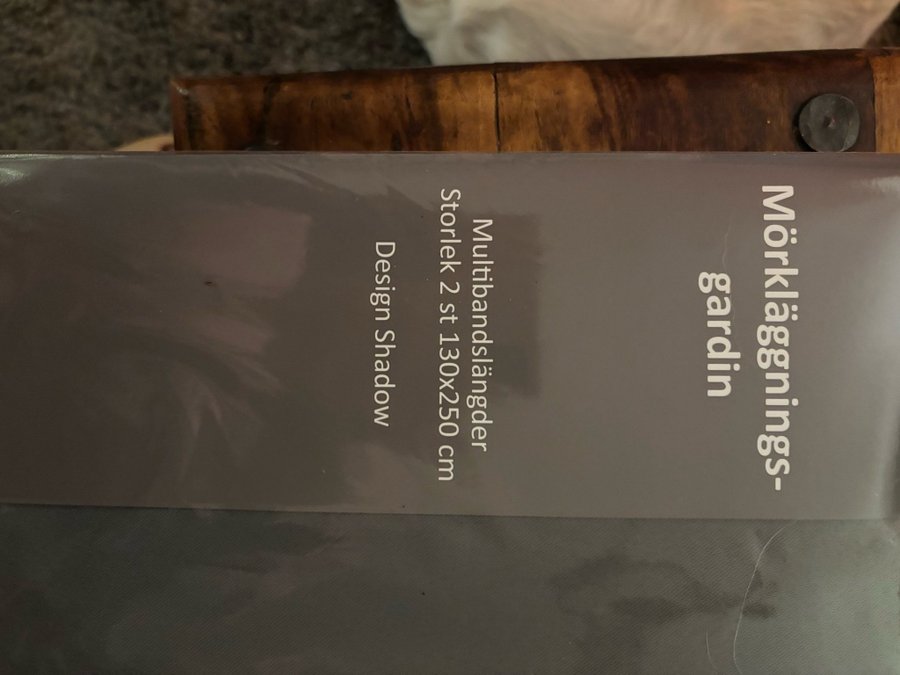 Mörkläggnings-
gardin
Multibandslängder
Storlek 2 st 130x250 cm
Design Shadow